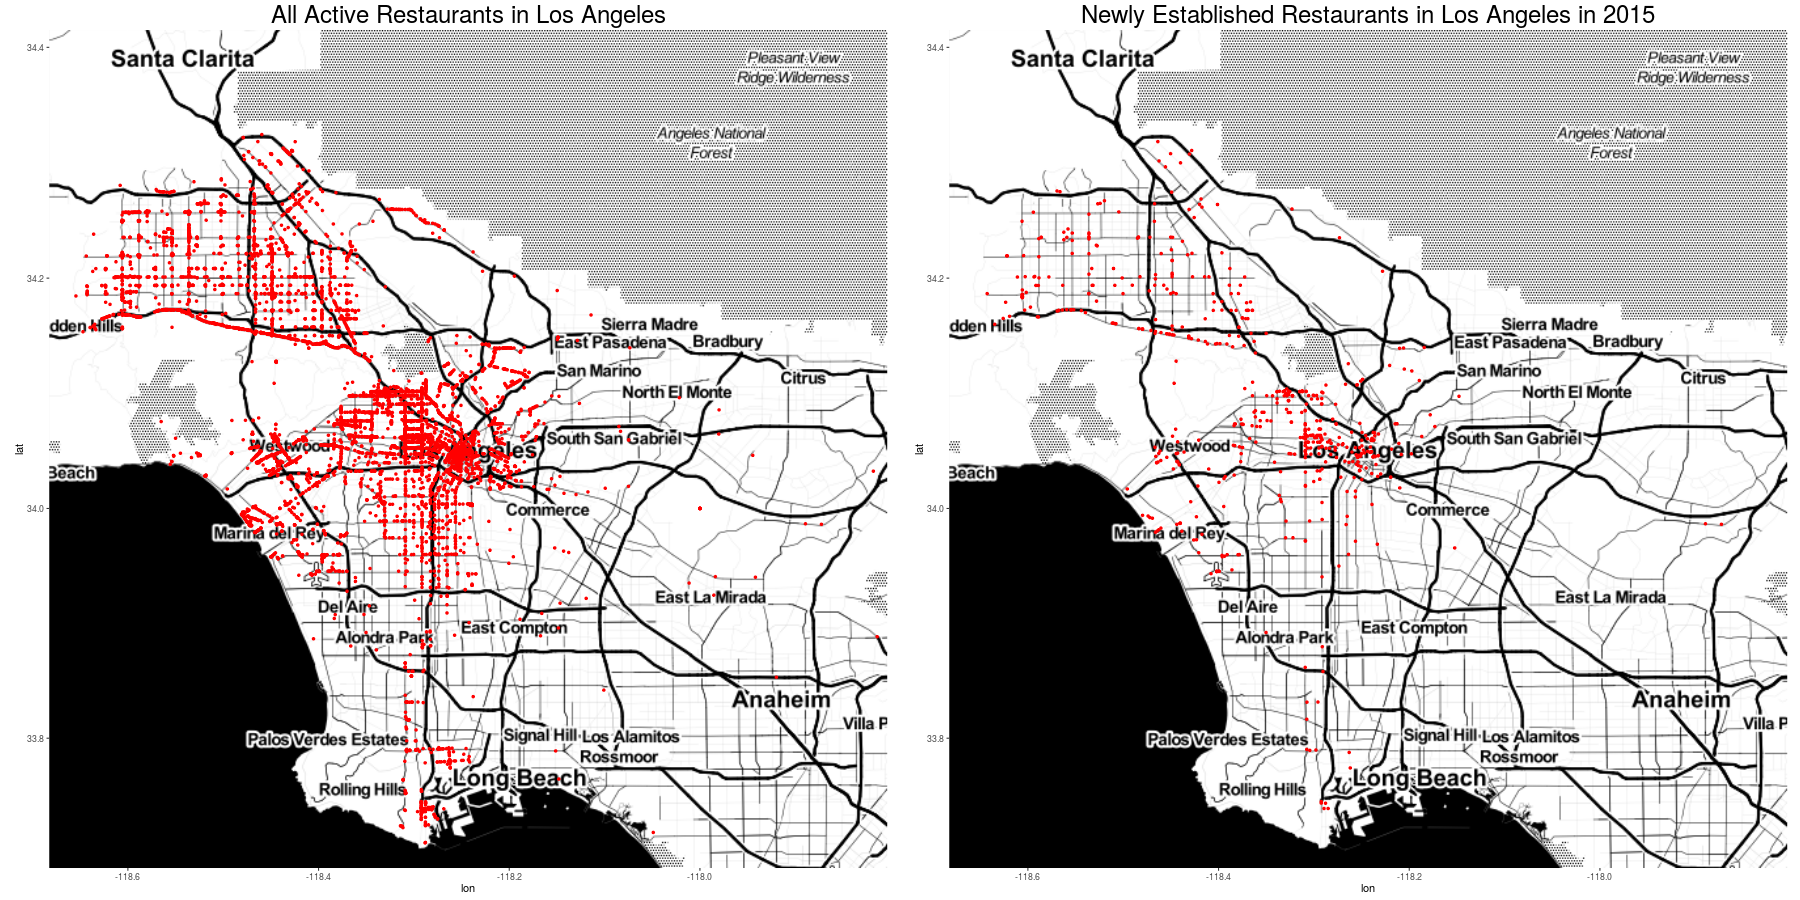 All Active Restaurants in Los Angeles
34.4
34.2
34.0
33.8
lat
Santa Clarita
Pleasant View
Ridge Wilderness
Angeles National
Forest
dden Hills
Sierra Madre
East Pasadena
Bradbury
San Marino
Citrus
North El Monte
Westwood
Los Angeles
South San Gabriel
Beach
Commerce
Marina del Rey
Del Aire
East La Mirada
Alondra Park
East Compton
Anaheim
Villa P
Palos Verdes Estates
Signal Hill
Los Alamitos
Rossmoor
Rolling Hills
Long Beach
-118.6
-118.4
-118.2
-118.0
lon
Newly Established Restaurants in Los Angeles in 2015
34.4
34.2
34.0
33.8
lat
Santa Clarita
Pleasant View
Ridge Wilderness
Angeles National
Forest
dden Hills
Sierra Madre
East Pasadena
Bradbury
San Marino
Citrus
North El Monte
Westwood
Los Angeles
South San Gabriel
Beach
Commerce
Marina del Rey
Del Aire
East La Mirada
Alondra Park
East Compton
Anaheim
Villa P
Palos Verdes Estates
Signal Hill
Los Alamitos
Rossmoor
Rolling Hills
Long Beach
-118.6
-118.4
-118.2
-118.0
lon